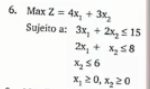 6. Max Z = 4x₁ + 3x₂
Sujeito a: 3x₁ + 2x₂ ≤ 15
2x₁ + x₂ ≤ 8
x₂ ≤ 6
x₁ ≥ 0, x₂ ≥ 0